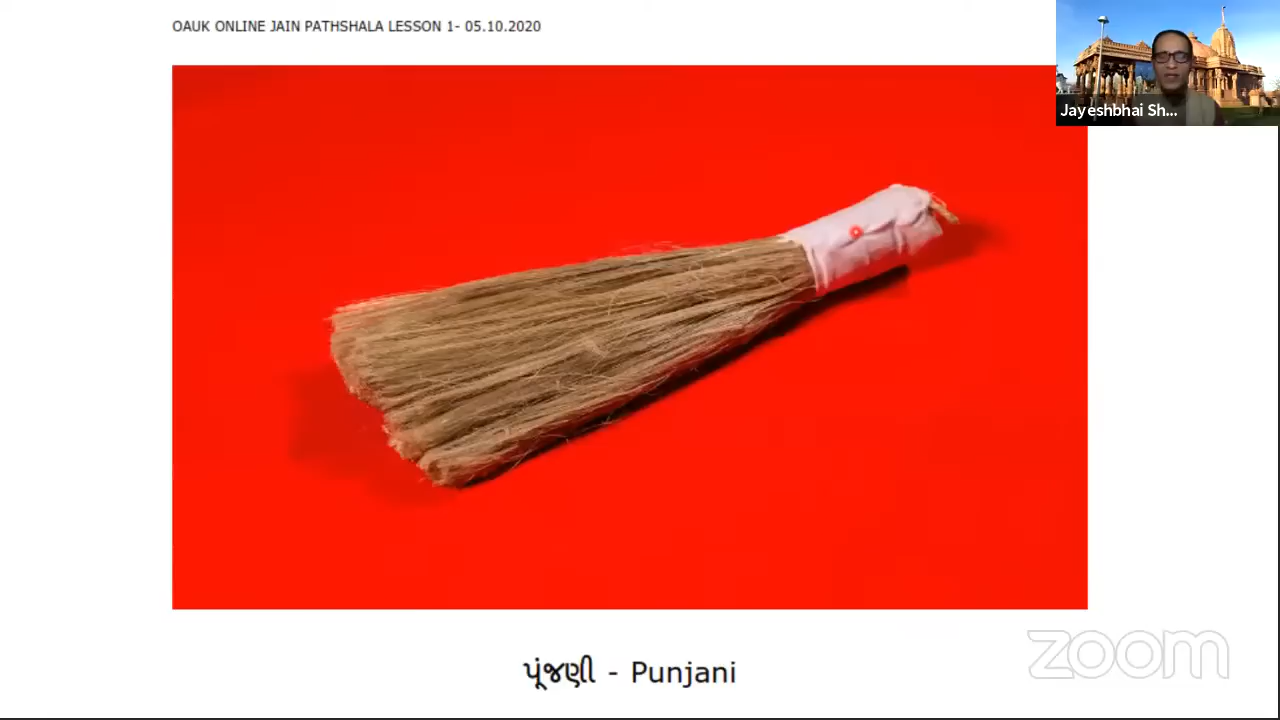 OAUK ONLINE JAIN PATHSHALA LESSON 1- 05.10.2020
Jayeshbhai Sh...
zoom
પૂંજણી - Punjani